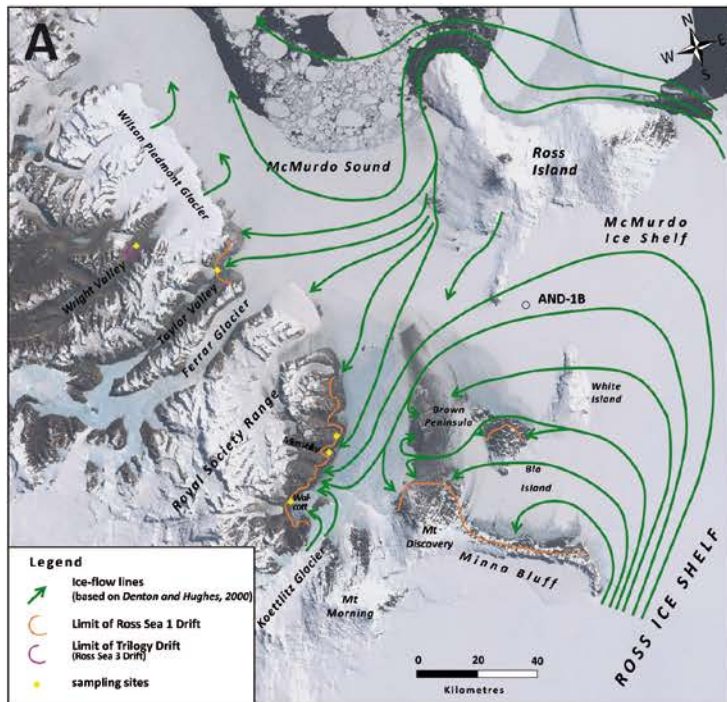 A
N
W
E
S
Wilson Piedmont Glacier
McMurdo Sound
Ross
Island
McMurdo
Ice Shelf
Wright Valley
Taylor Valley
Ferrar Glacier
AND-1B
Royal Society Range
White
Island
Brown
Peninsula
Wal-
cott
Island
Mt
Discovery
Minna Bluff
Koettlitz Glacier
Mt
Morning
ROSS ICE SHELF
Legend
Ice-flow lines
(based on Denton and Hughes, 2000)
Limit of Ross Sea 1 Drift
Limit of Trilogy Drift
(Ross Sea 3 Drift)
sampling sites
0 20 40
Kilometres